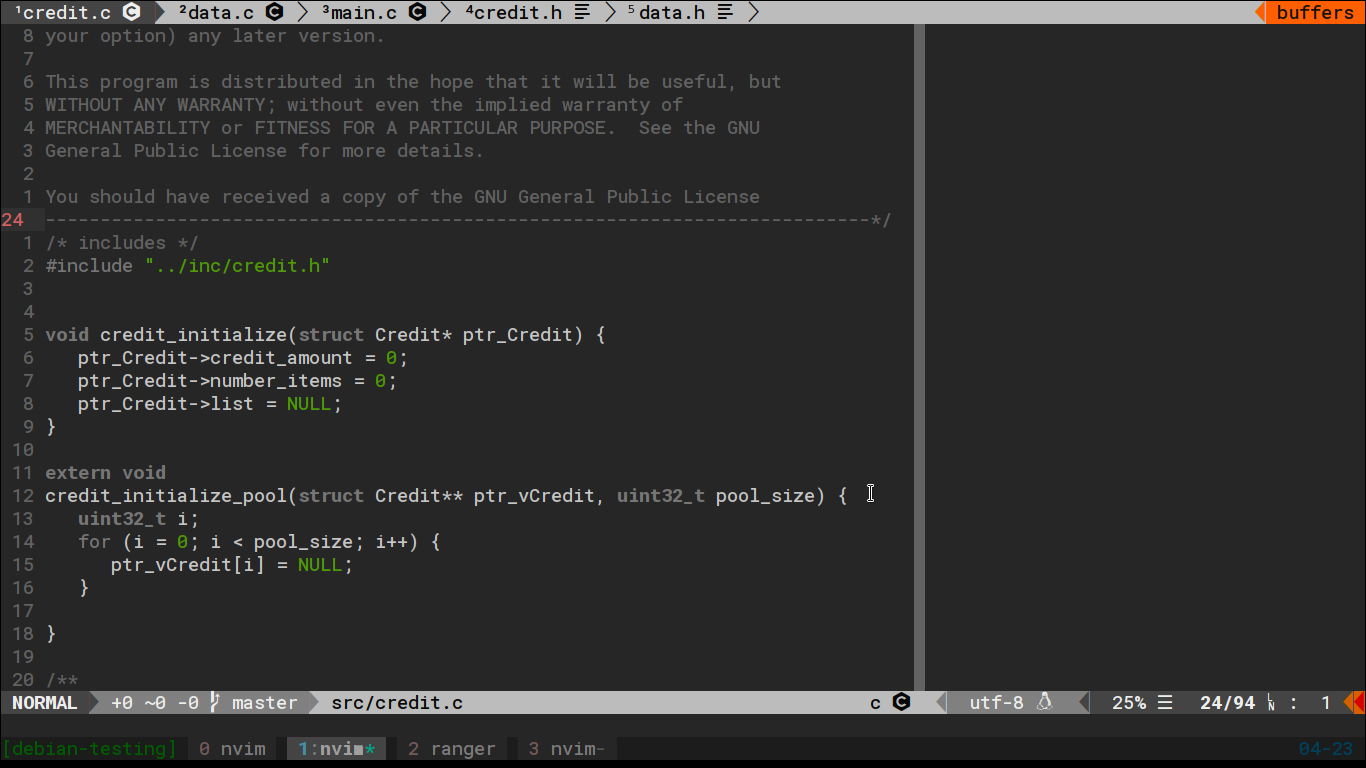 ¹credit.c ²data.c ³main.c ⁴credit.h ⁵data.h buffers
8 your option) any later version.
7
6 This program is distributed in the hope that it will be useful, but
5 WITHOUT ANY WARRANTY; without even the implied warranty of
4 MERCHANTABILITY or FITNESS FOR A PARTICULAR PURPOSE.  See the GNU
3 General Public License for more details.
2
1 You should have received a copy of the GNU General Public License
24 ---------------------------------------------------------------------------*/
1 /* includes */
2 #include "../inc/credit.h"
3
4
5 void credit_initialize(struct Credit* ptr_Credit) {
6    ptr_Credit->credit_amount = 0;
7    ptr_Credit->number_items = 0;
8    ptr_Credit->list = NULL;
9 }
10
11 extern void
12 credit_initialize_pool(struct Credit** ptr_vCredit, uint32_t pool_size) {
13    uint32_t i;
14    for (i = 0; i < pool_size; i++) {
15       ptr_vCredit[i] = NULL;
16    }
17
18 }
19
20 /**
NORMAL +0 ~0 -0 master src/credit.c c utf-8 25% ☰ 24/94 : 1
[debian-testing] 0 nvim 1:nvim* 2 ranger 3 nvim- 04-23